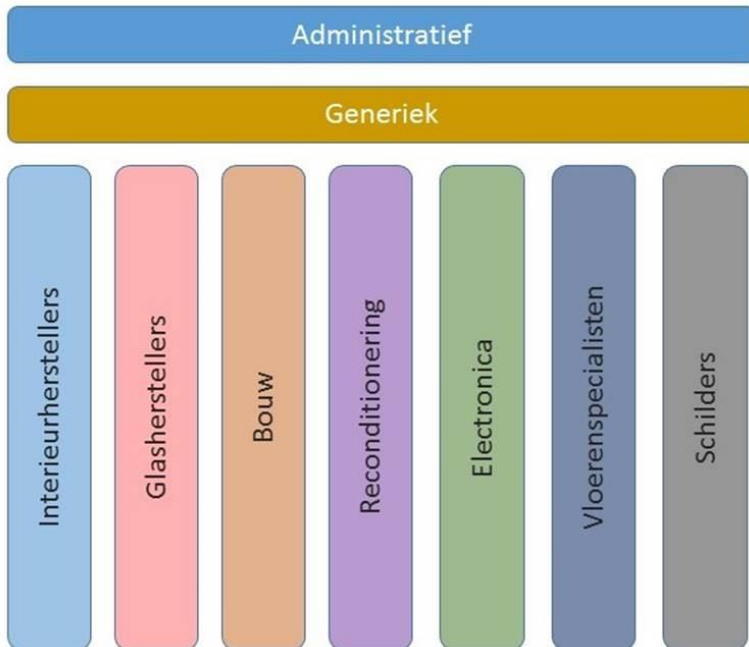 Administratief
Generiek
Interieurherstellers
Glasherstellers
Bouw
Reconditionering
Electronica
Vloerenspecialisten
Schilders